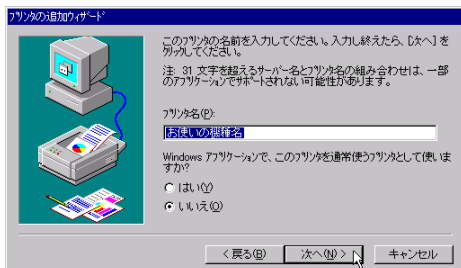 プリンタの追加ウィザード
このプリンタの名前を入力してください。入力し終えたら、[次へ] を
クリックしてください。
注: 31 文字を超えるサーバー名とプリンタ名の組み合わせは、一部
のアプリケーションでサポートされない可能性があります。
プリンタ名(P):
お使いの機種名
Windows アプリケーションで、このプリンタを通常使うプリンタとして使いま
すか?
はい(Y)
いいえ(O)
< 戻る(B)
次へ(N) >
キャンセル